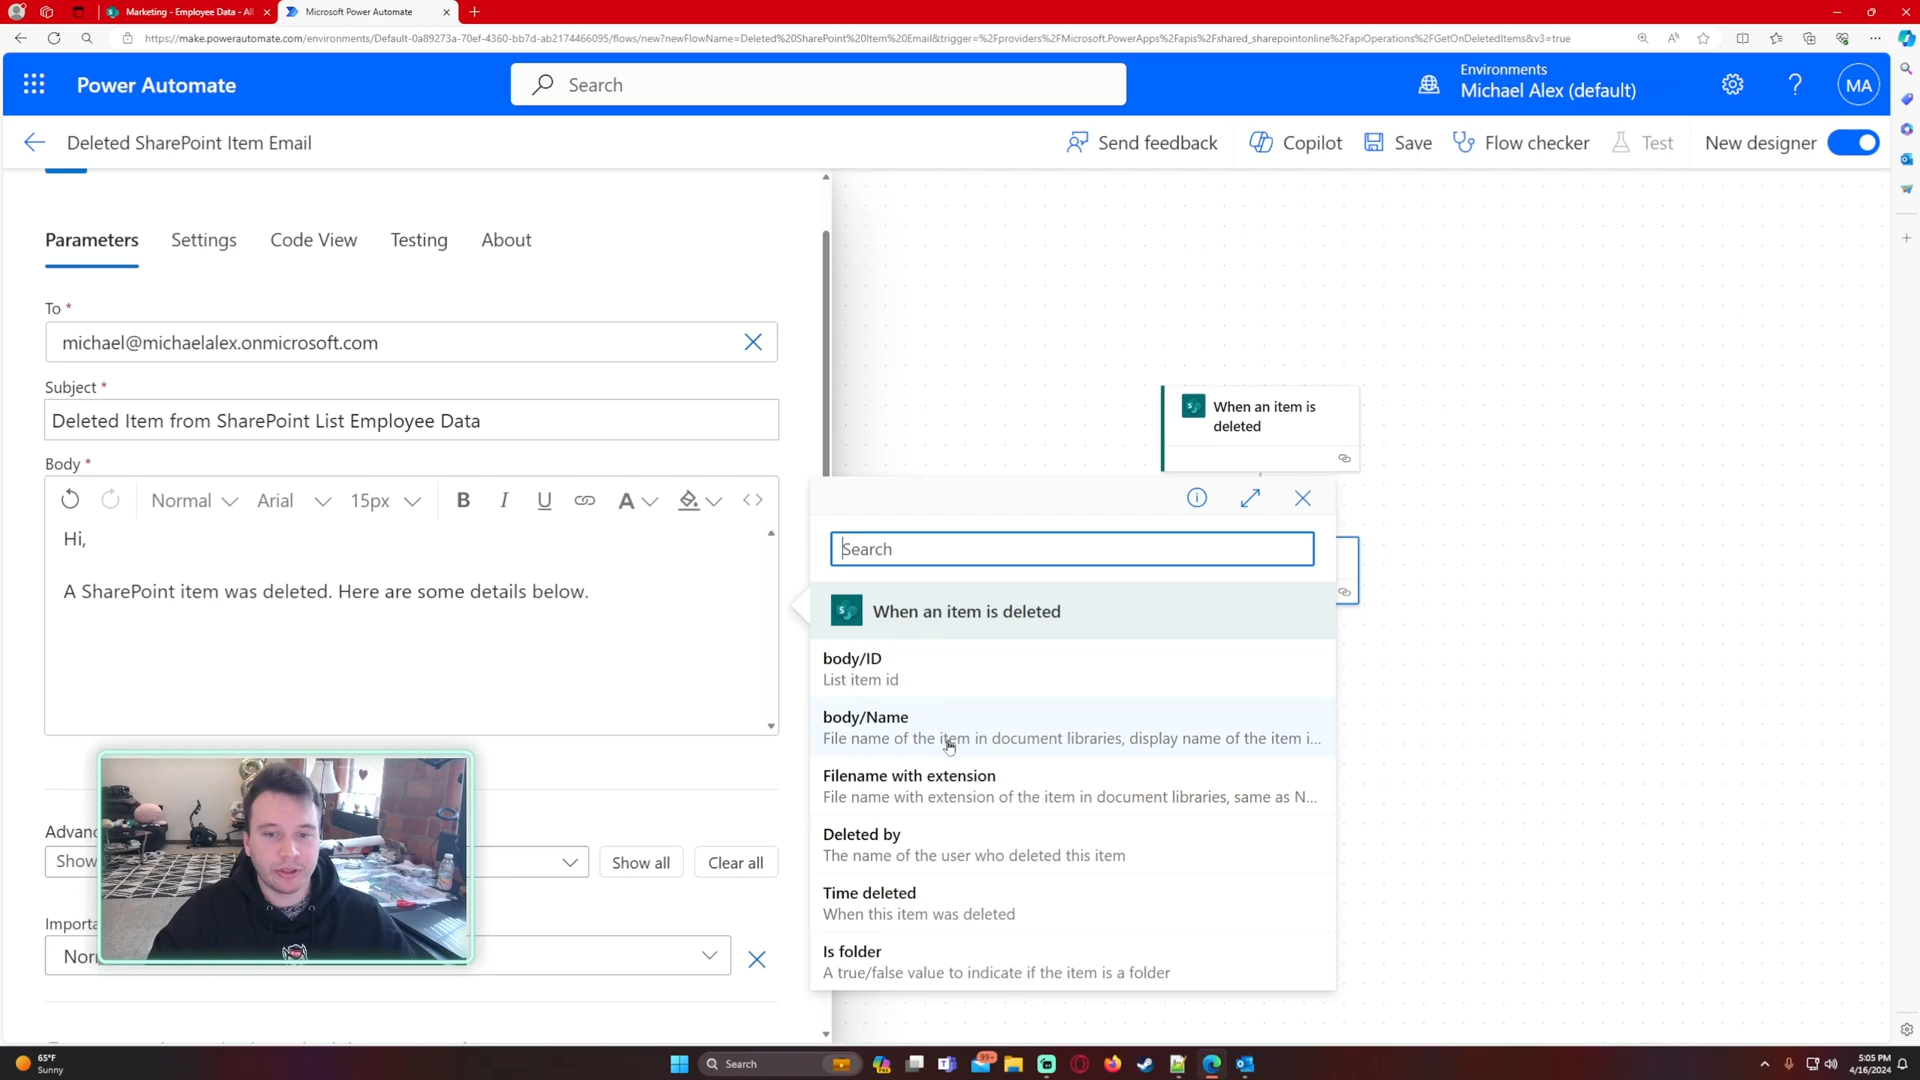 Marketing - Employee Data - All
Microsoft Power Automate
https://make.powerautomate.com/environments/Default-0a89273a-70ef-4360-bb7d-ab2174466095/flows/new?newFlowName=Deleted%20SharePoint%20Item%20Email&trigger=%2Fproviders%2FMicrosoft.PowerApps%2Fapis%2Fshared_sharepointonline%2FapiOperations%2FGetOnDeletedItems&v3=true
Power Automate
Search
Environments
Michael Alex (default)
MA
Deleted SharePoint Item Email
Send feedback
Copilot
Save
Flow checker
Test
New designer
Parameters
Settings
Code View
Testing
About
To *
michael@michaelalex.onmicrosoft.com
Subject *
Deleted Item from SharePoint List Employee Data
Body *
Normal
Arial
15px
B
I
U
A
Hi,
A SharePoint item was deleted. Here are some details below.
When an item is
deleted
Search
When an item is deleted
body/ID
List item id
body/Name
File name of the item in document libraries, display name of the item i...
Filename with extension
File name with extension of the item in document libraries, same as N...
Deleted by
The name of the user who deleted this item
Time deleted
When this item was deleted
Is folder
A true/false value to indicate if the item is a folder
Show all
Clear all
65°F
Sunny
Search
99+
5:05 PM
4/16/2024